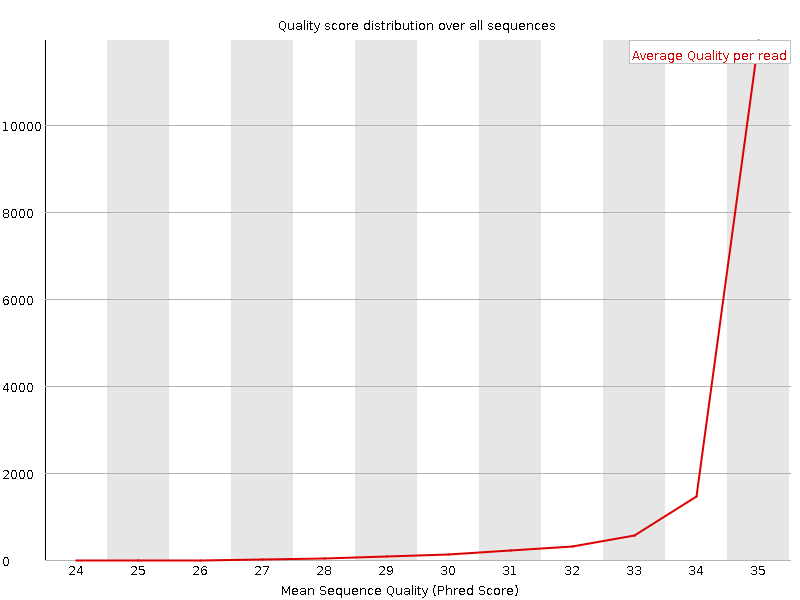 Quality score distribution over all sequences
Average Quality per read
10000
8000
6000
4000
2000
0
24 25 26 27 28 29 30 31 32 33 34 35
Mean Sequence Quality (Phred Score)